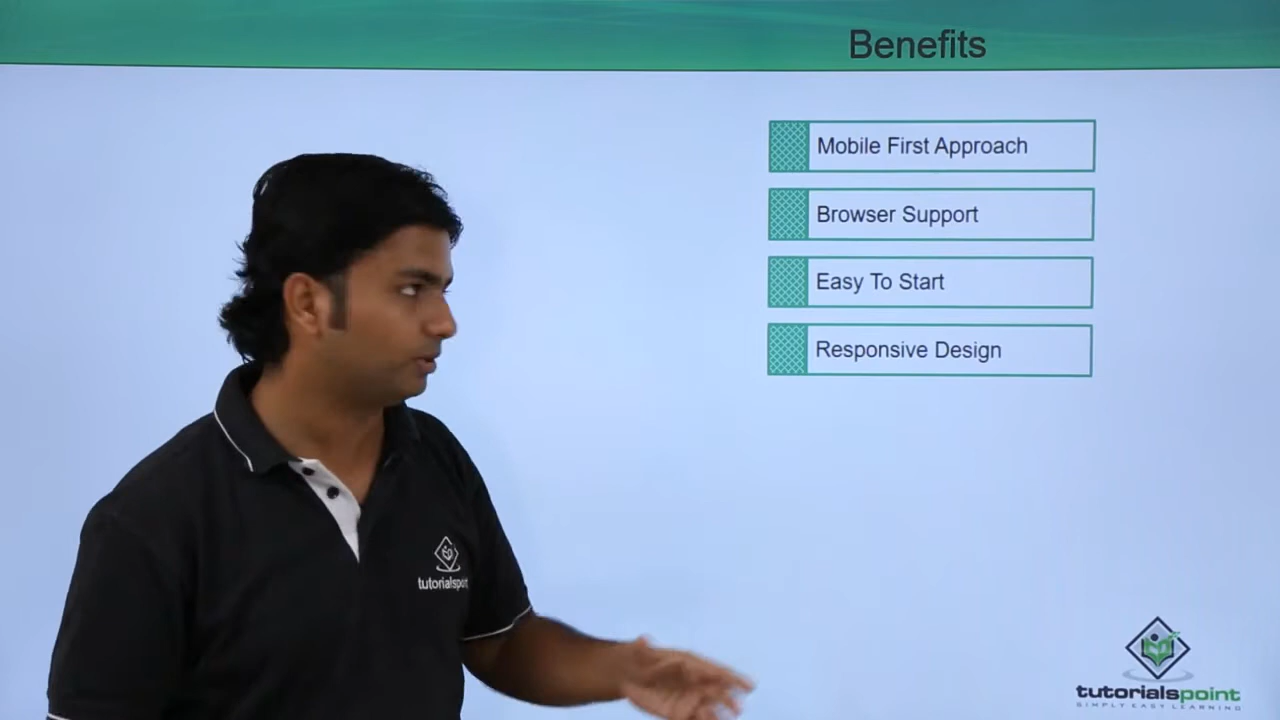 Benefits
Mobile First Approach
Browser Support
Easy To Start
Responsive Design
tutorialspoint
tutorialspoint
SIMPLY EASY LEARNING